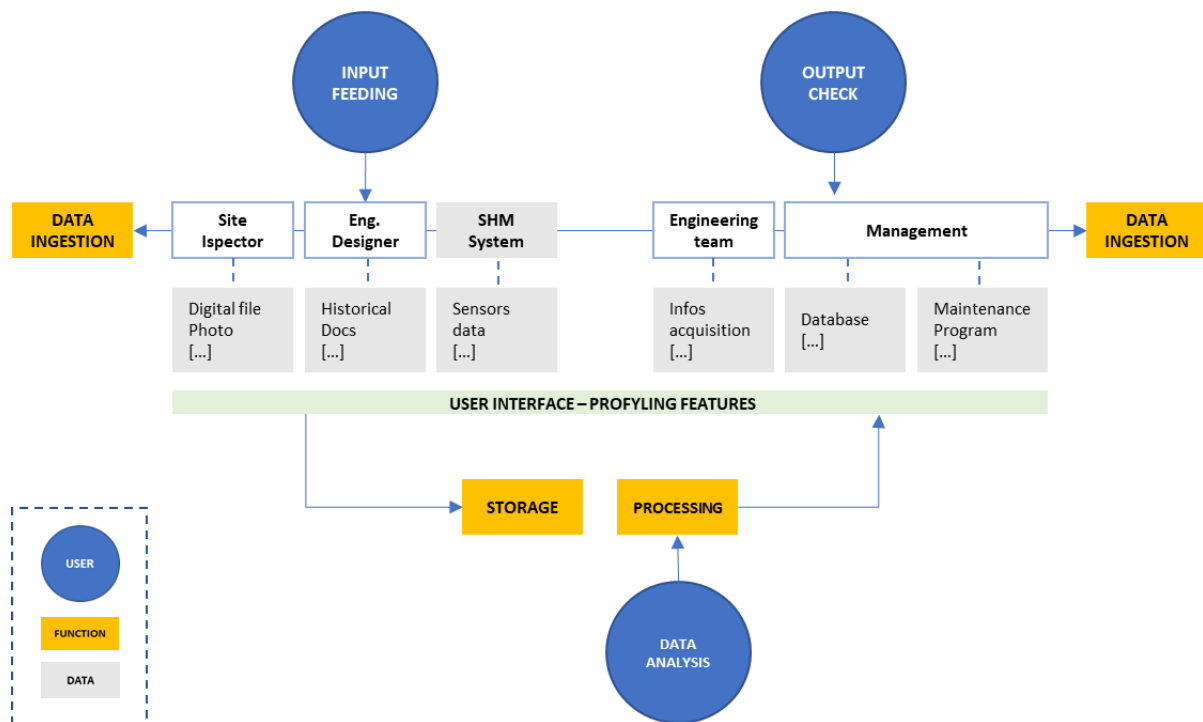 INPUT
FEEDING
OUTPUT
CHECK
DATA
INGESTION
Site
Ispector
Eng.
Designer
SHM
System
Engineering
team
Management
DATA
INGESTION
Digital file
Photo
[...]
Historical
Docs
[...]
Sensors
data
[...]
Infos
acquisition
[...]
Database
[...]
Maintenance
Program
[...]
USER INTERFACE – PROFYLING FEATURES
STORAGE
PROCESSING
USER
FUNCTION
DATA
DATA
ANALYSIS